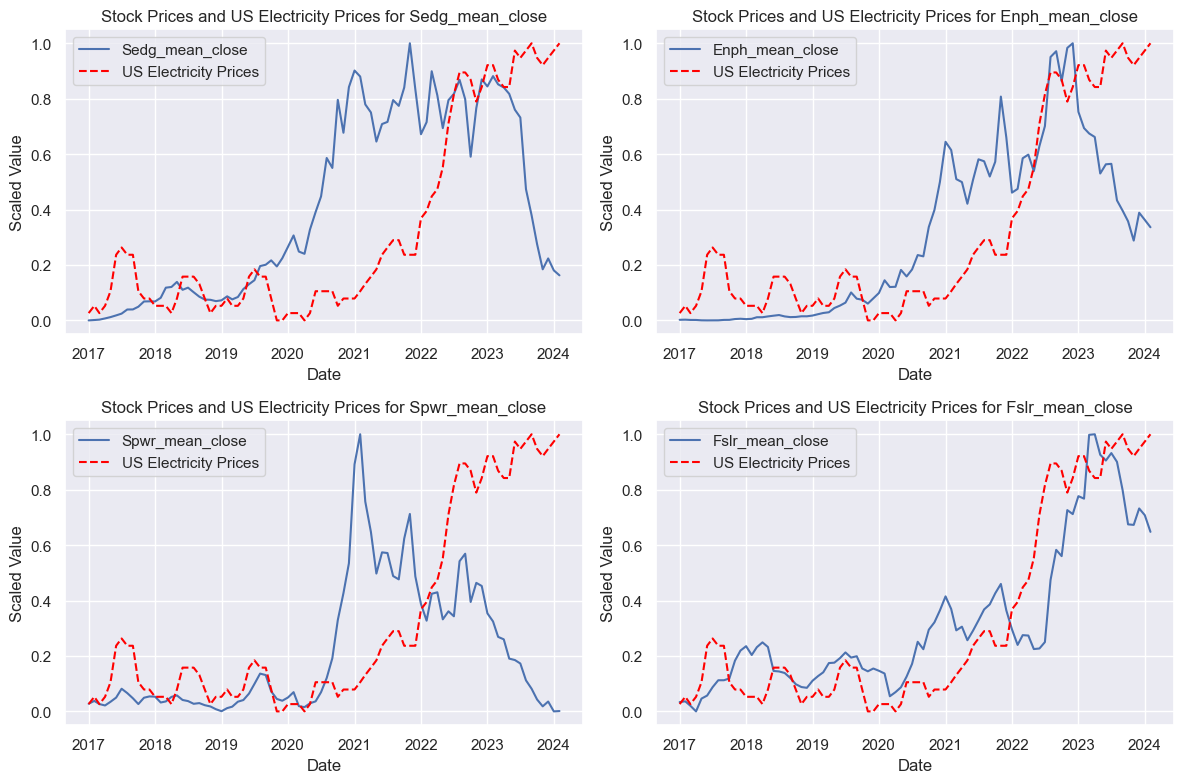 Stock Prices and US Electricity Prices for Sedg_mean_close
Sedg_mean_close
US Electricity Prices
Scaled Value
1.0
0.8
0.6
0.4
0.2
0.0
2017 2018 2019 2020 2021 2022 2023 2024
Date
Stock Prices and US Electricity Prices for Enph_mean_close
Enph_mean_close
US Electricity Prices
Scaled Value
1.0
0.8
0.6
0.4
0.2
0.0
2017 2018 2019 2020 2021 2022 2023 2024
Date
Stock Prices and US Electricity Prices for Spwr_mean_close
Spwr_mean_close
US Electricity Prices
Scaled Value
1.0
0.8
0.6
0.4
0.2
0.0
2017 2018 2019 2020 2021 2022 2023 2024
Date
Stock Prices and US Electricity Prices for Fslr_mean_close
Fslr_mean_close
US Electricity Prices
Scaled Value
1.0
0.8
0.6
0.4
0.2
0.0
2017 2018 2019 2020 2021 2022 2023 2024
Date